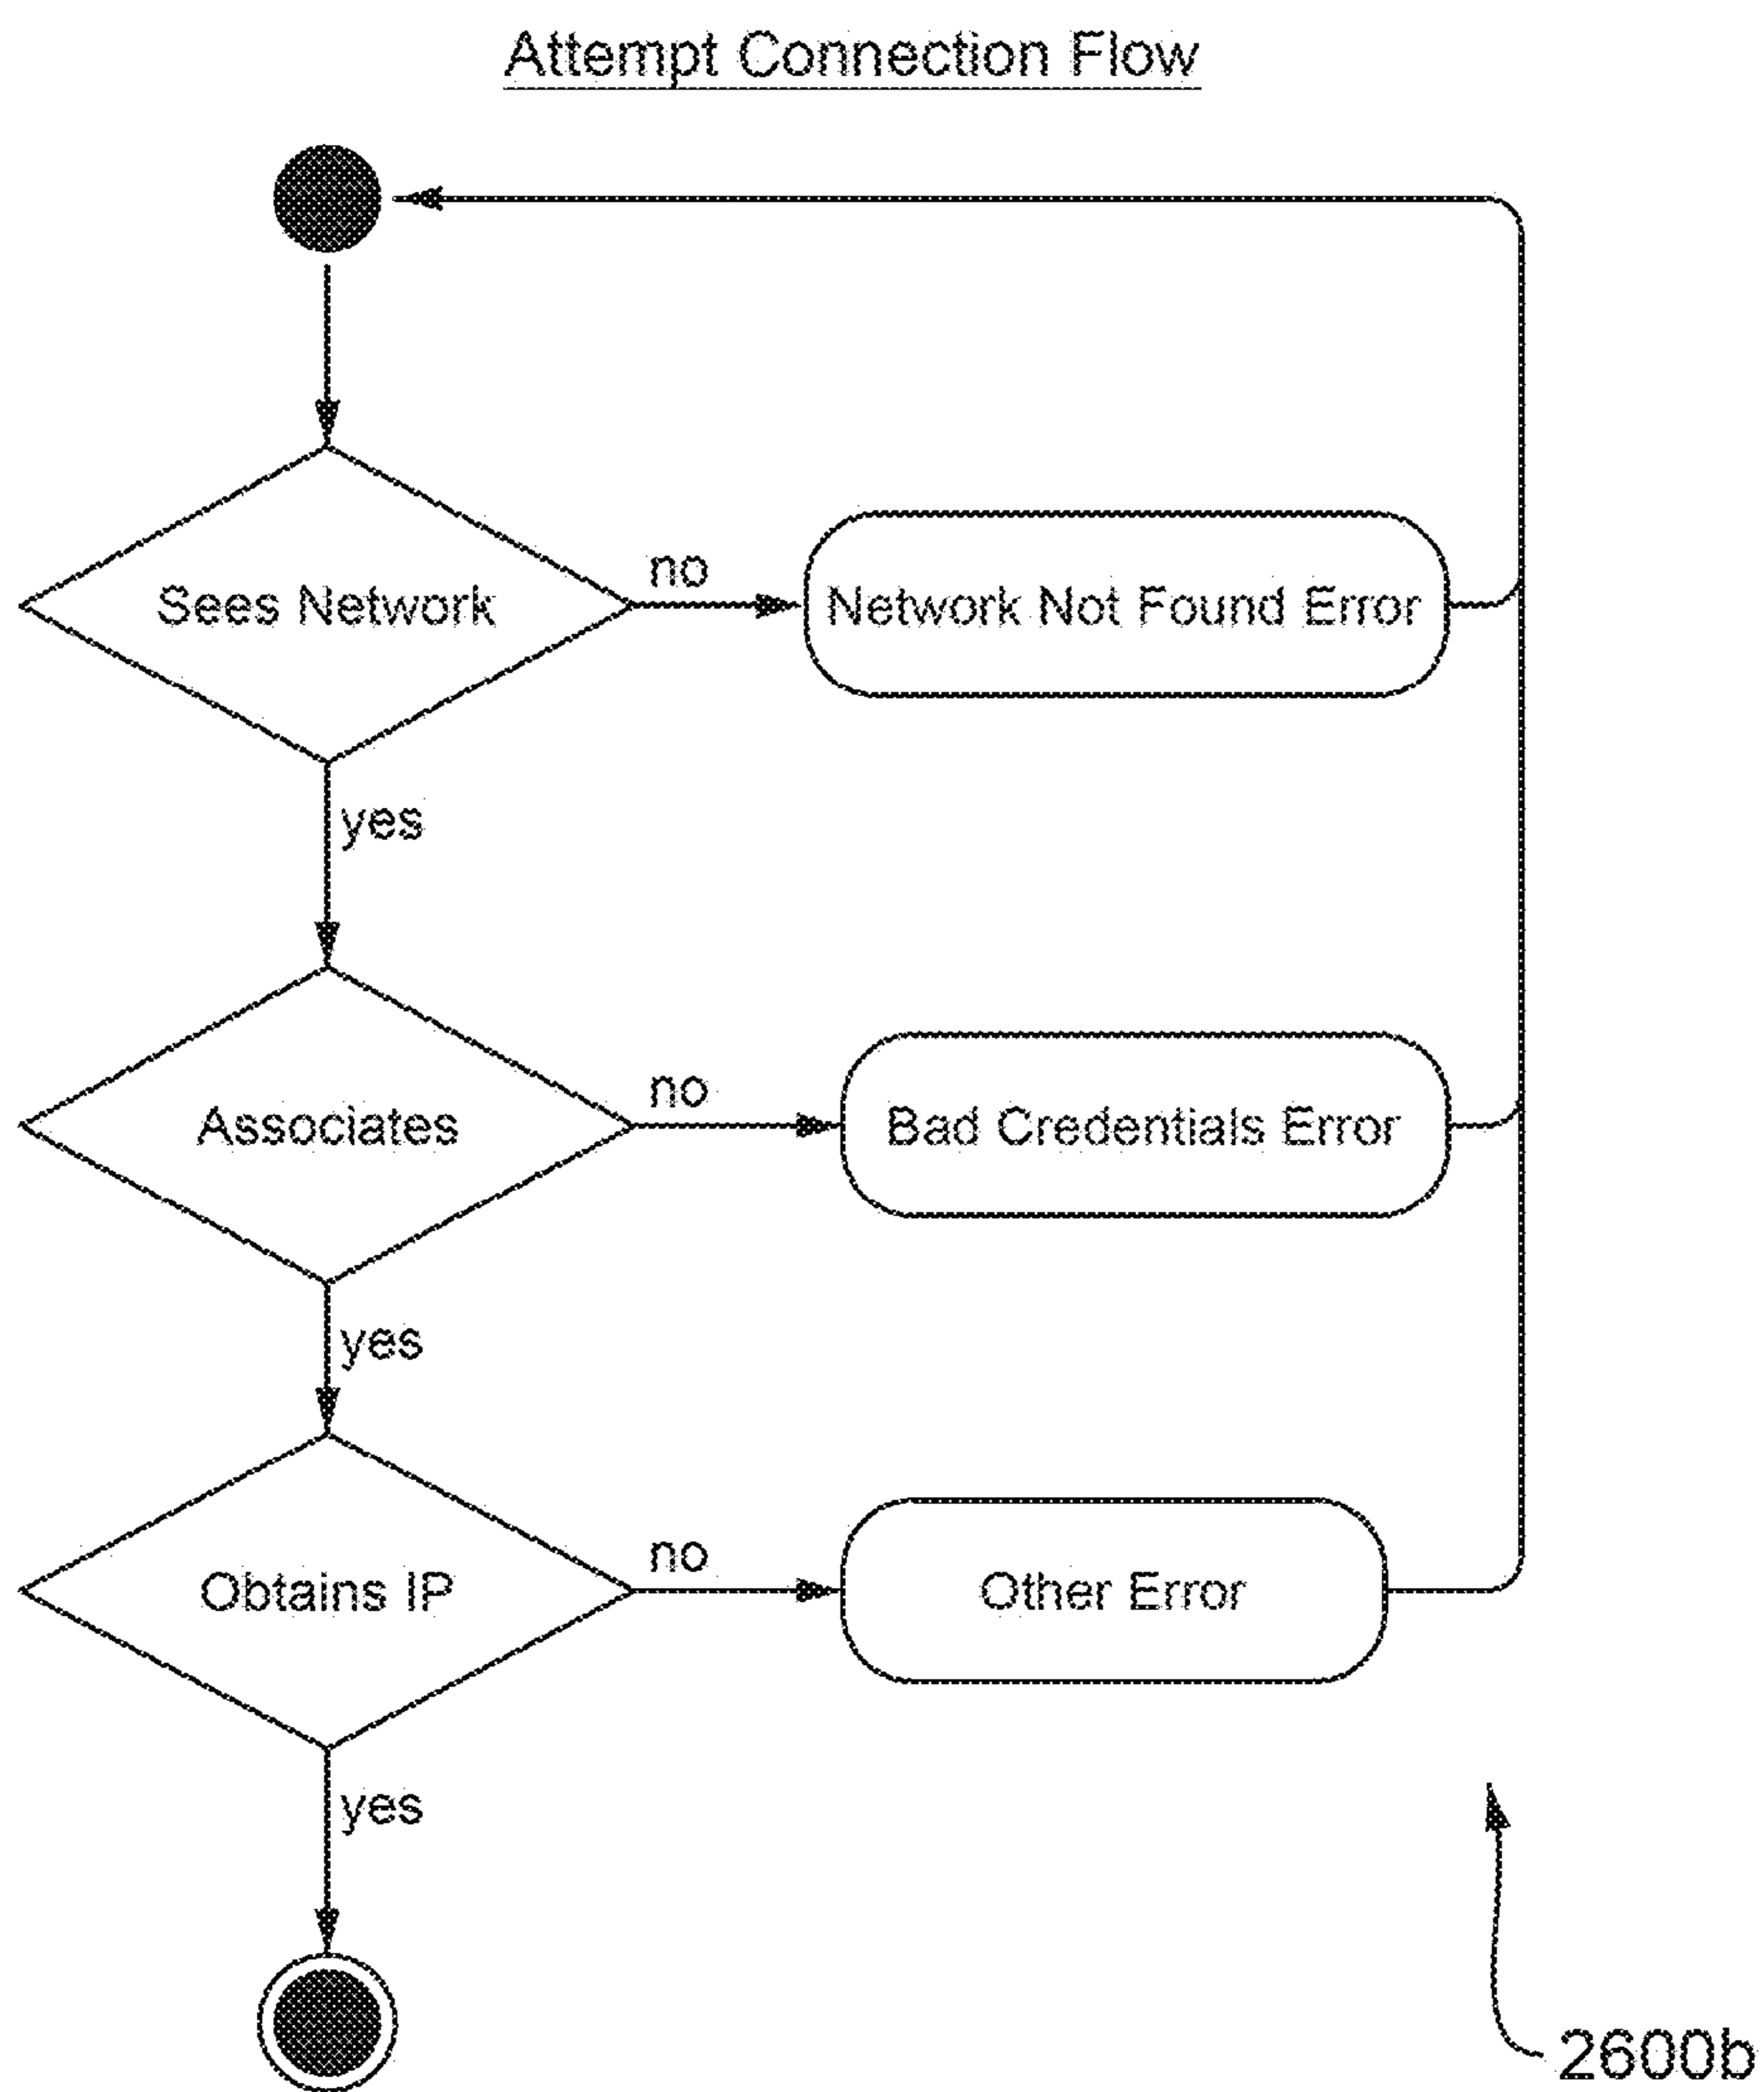 Attempt Connection Flow
Sees Network
no
Network Not Found Error
yes
Associates
no
Bad Credentials Error
yes
Obtains IP
no
Other Error
yes
2600b